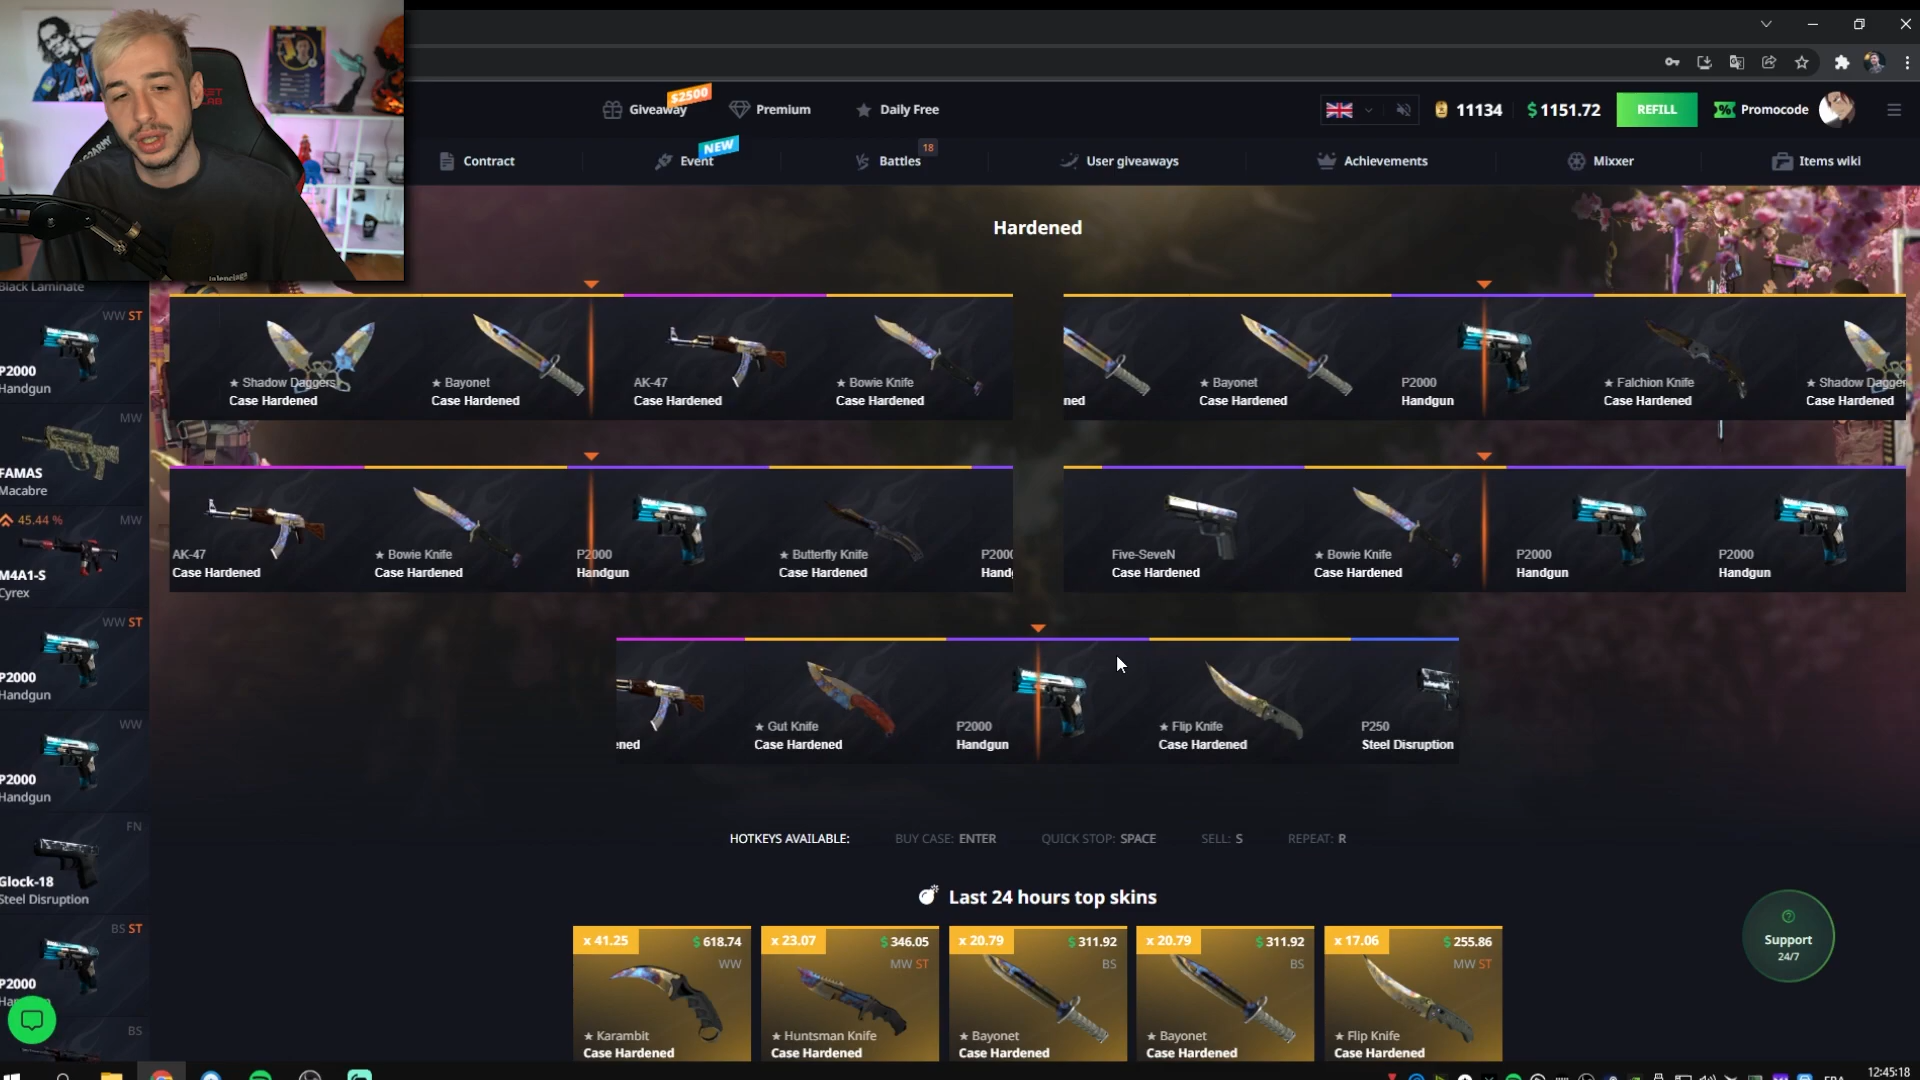 Giveaway
$2500
Premium
Daily Free
11134
$ 1151.72
REFILL
Promocode
Contract
Event
NEW
Battles
18
User giveaways
Achievements
Mixxer
Items wiki
Hardened
Black Laminate
WW ST
P2000
Handgun
MW
FAMAS
Macabre
45.44 %
MW
M4A1-S
Cyrex
WW ST
P2000
Handgun
WW
P2000
Handgun
FN
Glock-18
Steel Disruption
BS ST
P2000
BS
★ Shadow Daggers
Case Hardened
★ Bayonet
Case Hardened
AK-47
Case Hardened
★ Bowie Knife
Case Hardened
ned
★ Bayonet
Case Hardened
P2000
Handgun
★ Falchion Knife
Case Hardened
★ Shadow Dagger
Case Hardened
AK-47
Case Hardened
★ Bowie Knife
Case Hardened
P2000
Handgun
★ Butterfly Knife
Case Hardened
P2000
Handg
Five-SeveN
Case Hardened
★ Bowie Knife
Case Hardened
P2000
Handgun
P2000
Handgun
ened
★ Gut Knife
Case Hardened
P2000
Handgun
★ Flip Knife
Case Hardened
P250
Steel Disruption
HOTKEYS AVAILABLE:
BUY CASE: ENTER
QUICK STOP: SPACE
SELL: S
REPEAT: R
Last 24 hours top skins
x 41.25
$ 618.74
WW
★ Karambit
Case Hardened
x 23.07
$ 346.05
MW ST
★ Huntsman Knife
Case Hardened
x 20.79
$ 311.92
BS
★ Bayonet
Case Hardened
x 20.79
$ 311.92
BS
★ Bayonet
Case Hardened
x 17.06
$ 255.86
MW ST
★ Flip Knife
Case Hardened
Support
24/7
12:45:18